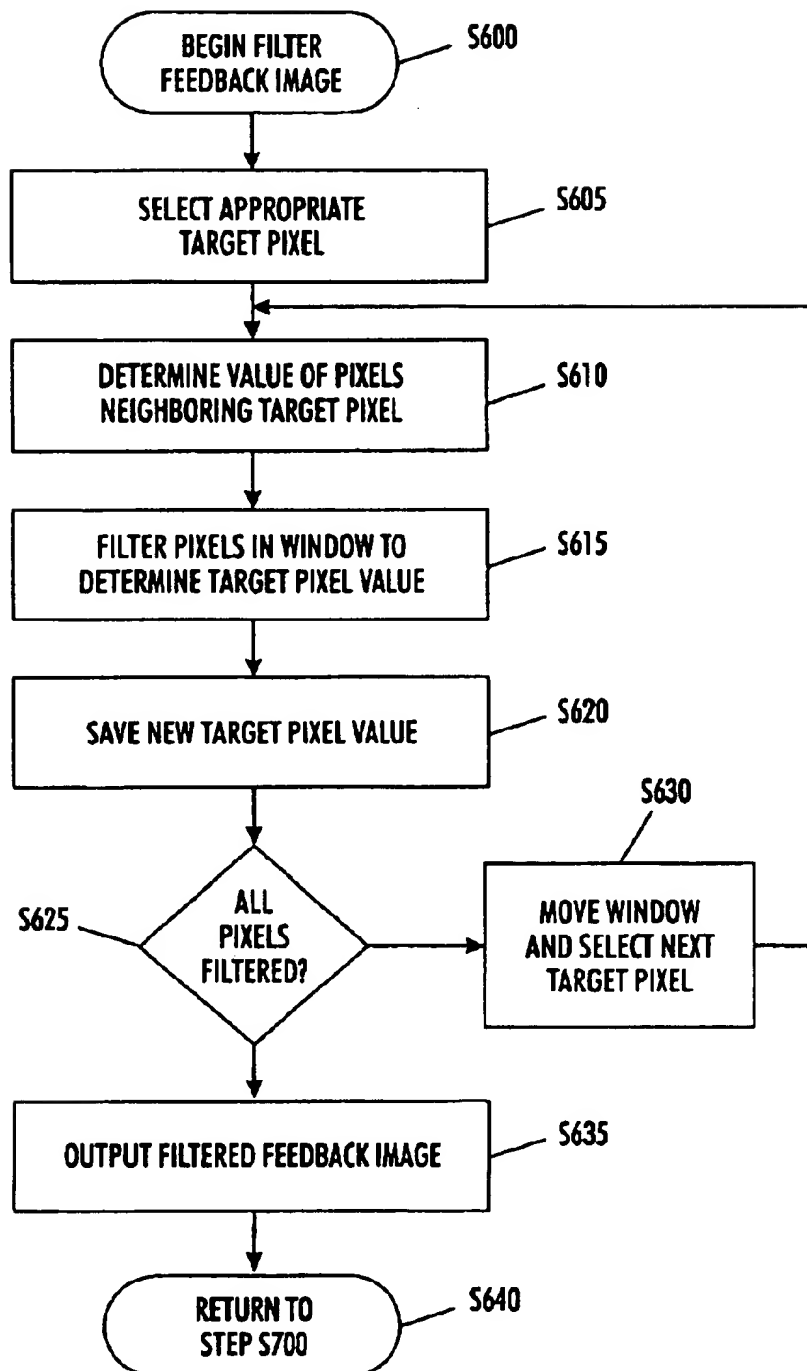 BEGIN FILTER
FEEDBACK IMAGE
S600
SELECT APPROPRIATE
TARGET PIXEL
S605
DETERMINE VALUE OF PIXELS
NEIGHBORING TARGET PIXEL
S610
FILTER PIXELS IN WINDOW TO
DETERMINE TARGET PIXEL VALUE
S615
SAVE NEW TARGET PIXEL VALUE
S620
S625
ALL
PIXELS
FILTERED?
S630
MOVE WINDOW
AND SELECT NEXT
TARGET PIXEL
OUTPUT FILTERED FEEDBACK IMAGE
S635
RETURN TO
STEP S700
S640